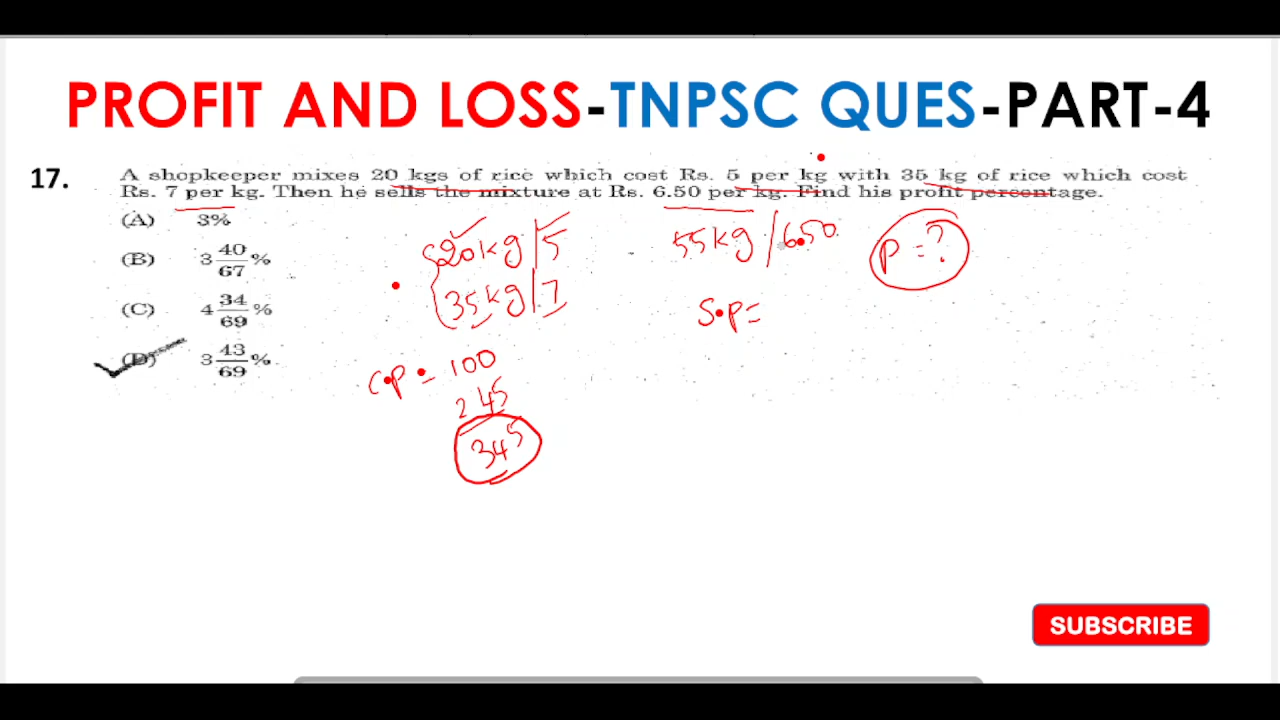 PROFIT AND LOSS-TNPSC QUES-PART-4
17. A shopkeeper mixes 20 kgs of rice which cost Rs. 5 per kg with 35 kg of rice which cost
Rs. 7 per kg. Then he sells the mixture at Rs. 6.50 per kg. Find his profit percentage.
(A) 3%
(B) 3 40/67 %
(C) 4 34/69 %
(D) 3 43/69 %
20kg/5
35kg/7
C.P = 100
245
345
55kg/6.50
S.P=
P=?
SUBSCRIBE